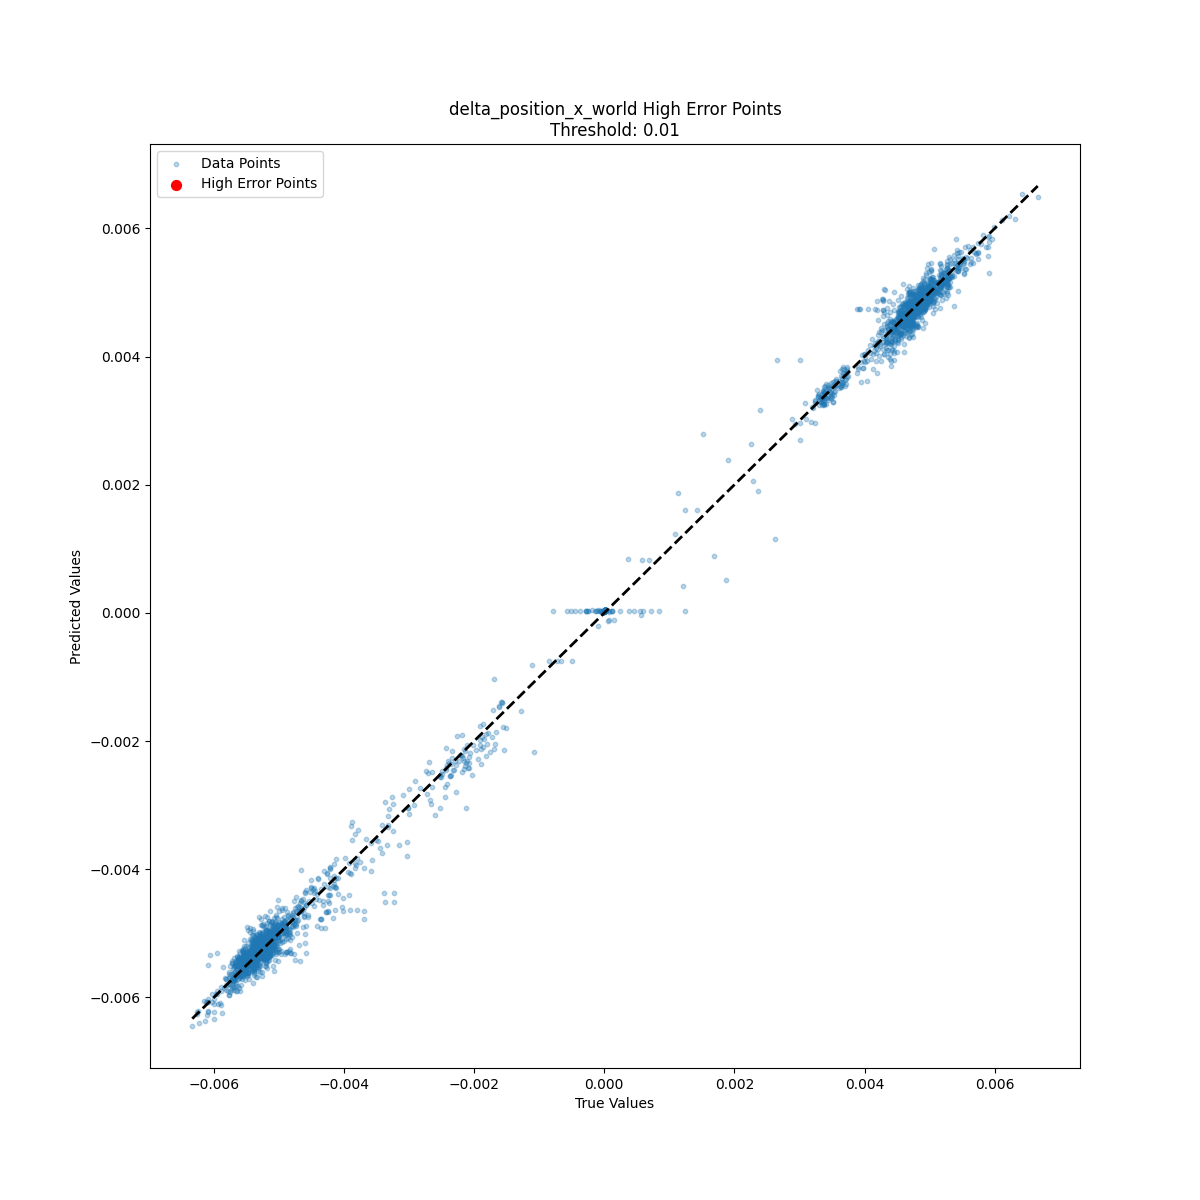 delta_position_x_world High Error Points
Threshold: 0.01
Data Points
High Error Points
0.006
0.004
0.002
0.000
−0.002
−0.004
−0.006
Predicted Values
−0.006
−0.004
−0.002
0.000
0.002
0.004
0.006
True Values